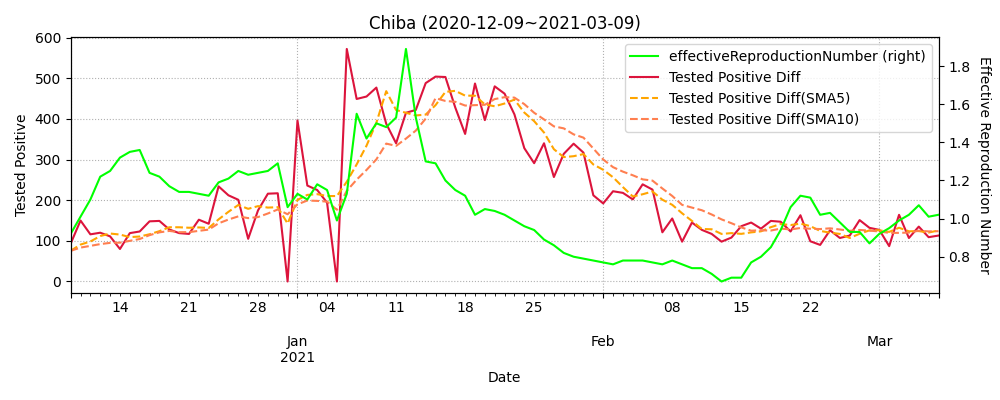 Chiba (2020-12-09~2021-03-09)
effectiveReproductionNumber (right)
Tested Positive Diff
Tested Positive Diff(SMA5)
Tested Positive Diff(SMA10)
Tested Positive
600
500
400
300
200
100
0
1.8
1.6
1.4
1.2
1.0
0.8
Effective Reproduction Number
14 21 28 04 11 18 25 08 15 22
Jan Feb Mar
2021
Date